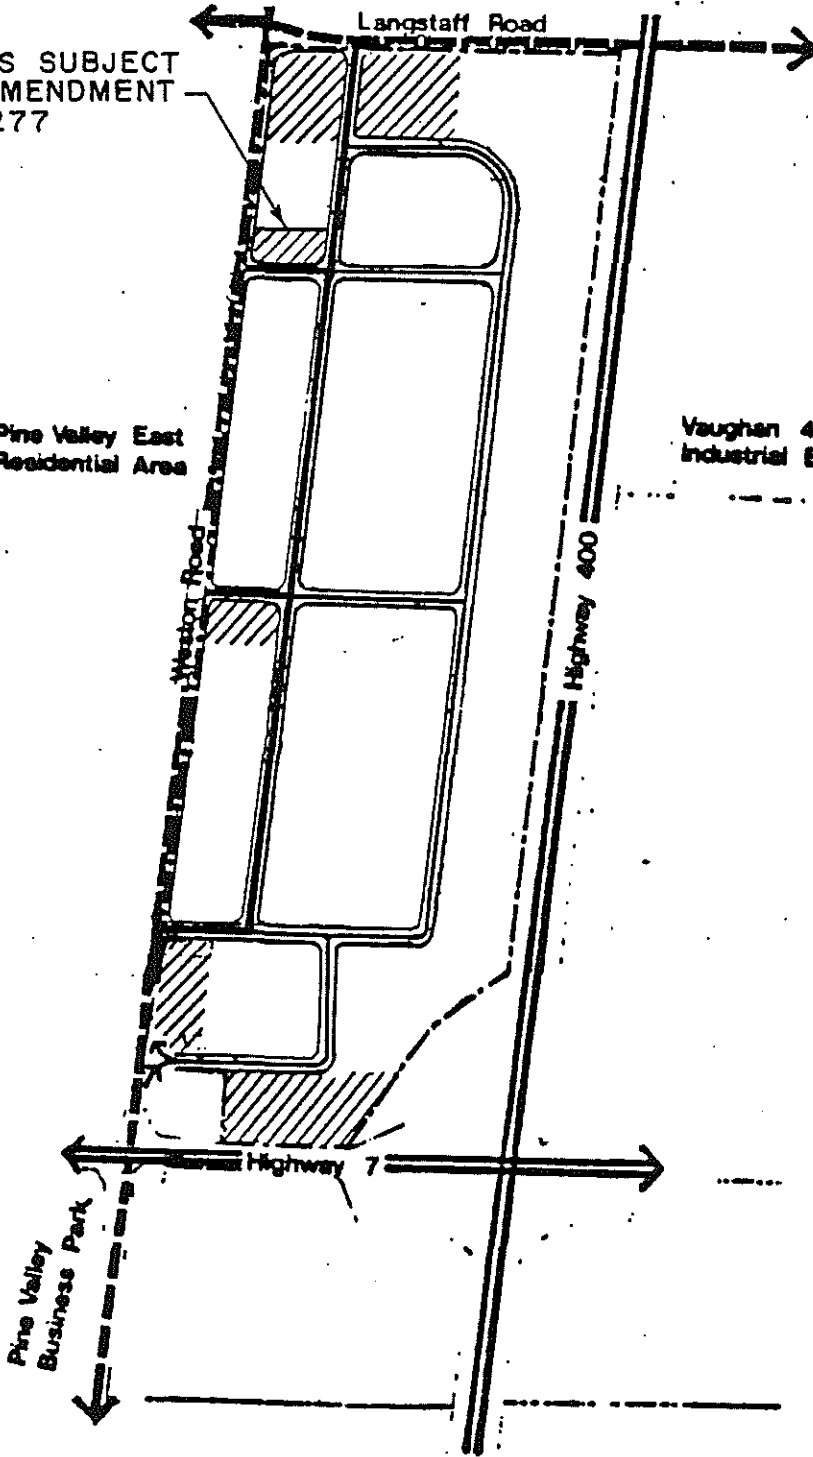 Langstaff Road
S SUBJECT
MENDMENT
277
Pine Valley East
Residential Area
Vaughan 4
Industrial E
Weston Road
Highway 400
Highway 7
Pine Valley
Business Park